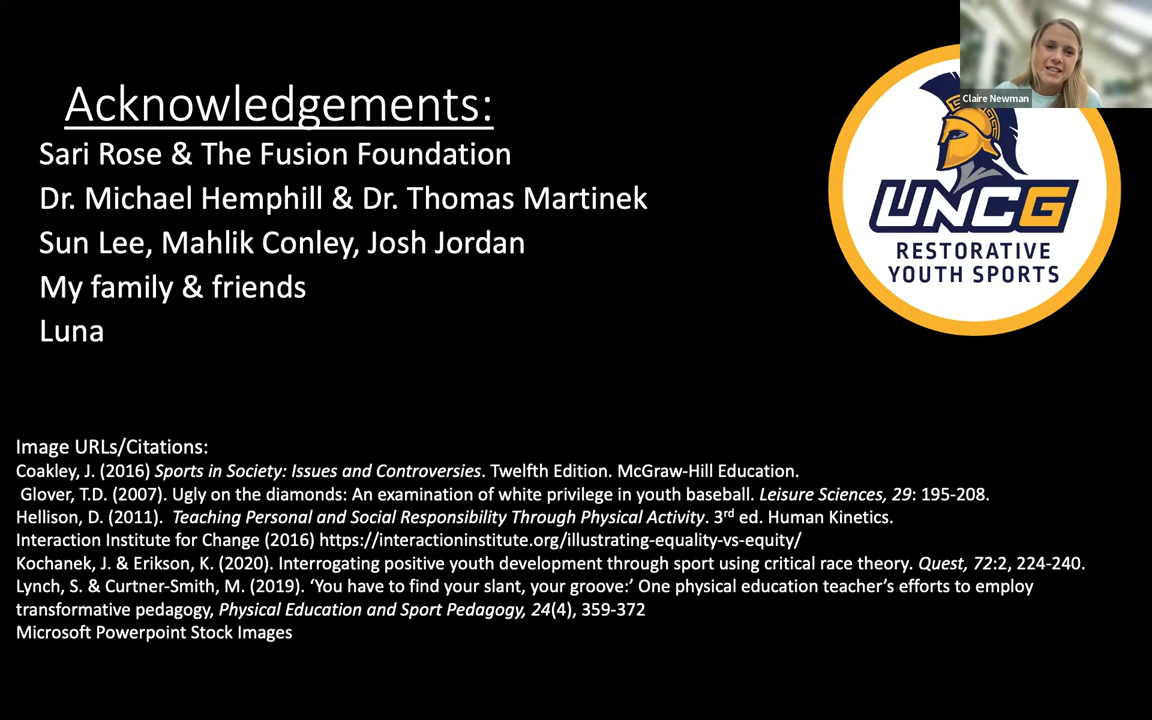 Acknowledgements:
Sari Rose & The Fusion Foundation
Dr. Michael Hemphill & Dr. Thomas Martinek
Sun Lee, Mahlik Conley, Josh Jordan
My family & friends
Luna
Claire Newman
UNCG
RESTORATIVE
YOUTH SPORTS
Image URLs/Citations:
Coakley, J. (2016) Sports in Society: Issues and Controversies. Twelfth Edition. McGraw-Hill Education.
Glover, T.D. (2007). Ugly on the diamonds: An examination of white privilege in youth baseball. Leisure Sciences, 29: 195-208.
Hellison, D. (2011). Teaching Personal and Social Responsibility Through Physical Activity. 3rd ed. Human Kinetics.
Interaction Institute for Change (2016) https://interactioninstitute.org/illustrating-equality-vs-equity/
Kochanek, J. & Erikson, K. (2020). Interrogating positive youth development through sport using critical race theory. Quest, 72:2, 224-240.
Lynch, S. & Curtner-Smith, M. (2019). ‘You have to find your slant, your groove:’ One physical education teacher’s efforts to employ
transformative pedagogy, Physical Education and Sport Pedagogy, 24(4), 359-372
Microsoft Powerpoint Stock Images